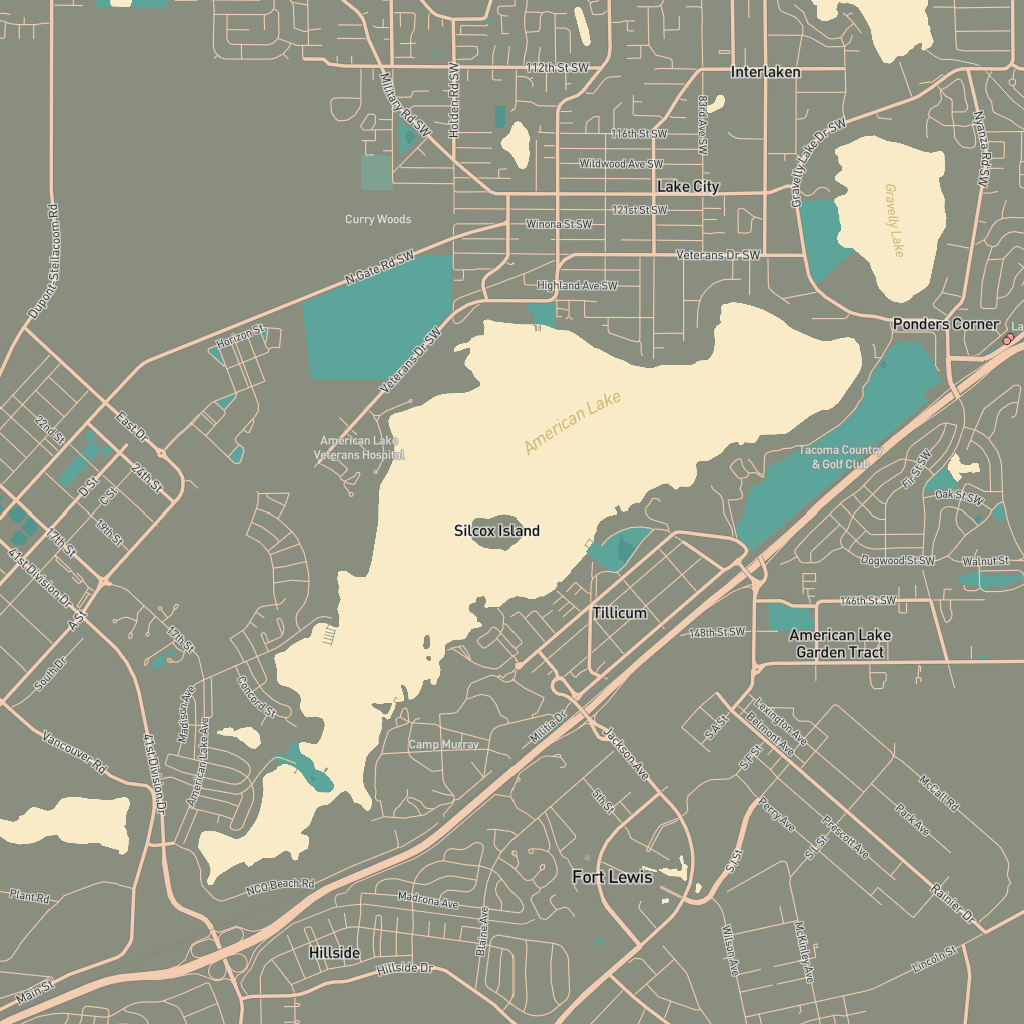 112th St SW
Interlaken
Military Rd SW
Holden Rd SW
83rd Ave SW
116th St SW
Gravelly Lake Dr SW
Nyanza Rd SW
Wildwood Ave SW
Lake City
Gravelly Lake
121st St SW
Curry Woods
Winona St SW
Dupont-Steilacoom Rd
N Gate Rd SW
Veterans Dr SW
Highland Ave SW
Ponders Corner
La
Horizon St
Veterans Dr SW
American Lake
22nd St
East Dr
American Lake
Veterans Hospital
Tacoma Country
& Golf Club
Fir St SW
24th St
D St
C St
Oak St SW
19th St
Silcox Island
17th St
Dogwood St SW
Walnut St
41st Division Dr
A St
Tillicum
146th St SW
148th St SW
American Lake
Garden Tract
17th St
South Dr
Concord St
Madison Ave
American Lake Ave
Vancouver Rd
41st Division Dr
Camp Murray
Militia Dr
Jackson Ave
S A St
Lexington Ave
Belmont Ave
S F St
McCall Rd
5th St
Perry Ave
Prescott Ave
Park Ave
S L St
S I St
Fort Lewis
NCO Beach Rd
Plant Rd
Madrona Ave
Rainier Dr
Blaine Ave
Wilson Ave
McKinley Ave
Hillside
Hillside Dr
Lincoln St
Main St